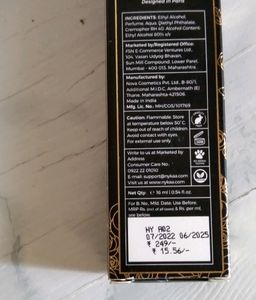 Designed in Paris
INGREDIENTS: Ethyl Alcohol,
Perfume, Aqua, Diethyl Phthalate
Cremophor RH 40. Alcohol Content-
Ethyl Alcohol 80% v/v
Marketed by/Registered Office:
FSN E-Commerce Ventures Ltd,
104, Vasan Udyog Bhavan,
Sun Mill Compound, Lower Parel,
Mumbai - 400 013. Maharashtra
Manufactured by:
Nova Cosmetics Pvt. Ltd., B-80/1,
Additional M.I.D.C, Ambernath (E)
Thane. Maharashtra-421506.
Made in India
Mfg. Lic. No.: MH/COS/101769
Caution: Flammable. Store
at temperature below 50°C.
Keep out of reach of children.
Avoid contact with eyes.
For external use only.
Write to us at Marketed by
Address
Consumer Care No.:
0922 22 01010
E-mail: support@nykaa.com
Visit us at www.nykaa.com
Net Qty.: 16 ml | 0.54 fl oz.
For B. No., Mfd. Date, Use Before,
MRP Rs. (incl. of all taxes) & Rs. per ml,
see below
HY A02
07/2022 06/2025
₹ 249/-
₹ 15.56/-